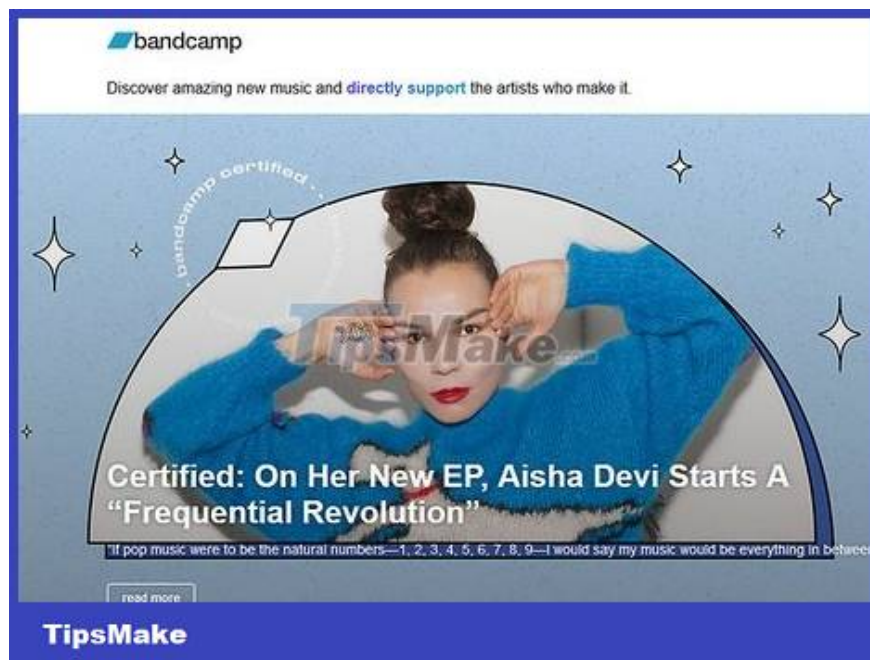 bandcamp
Discover amazing new music and directly support the artists who make it.
bandcamp certified
TipsMake.com
Certified: On Her New EP, Aisha Devi Starts A
“Frequential Revolution”
"If pop music were to be the natural numbers—1, 2, 3, 4, 5, 6, 7, 8, 9—I would say my music would be everything in between
read more
TipsMake